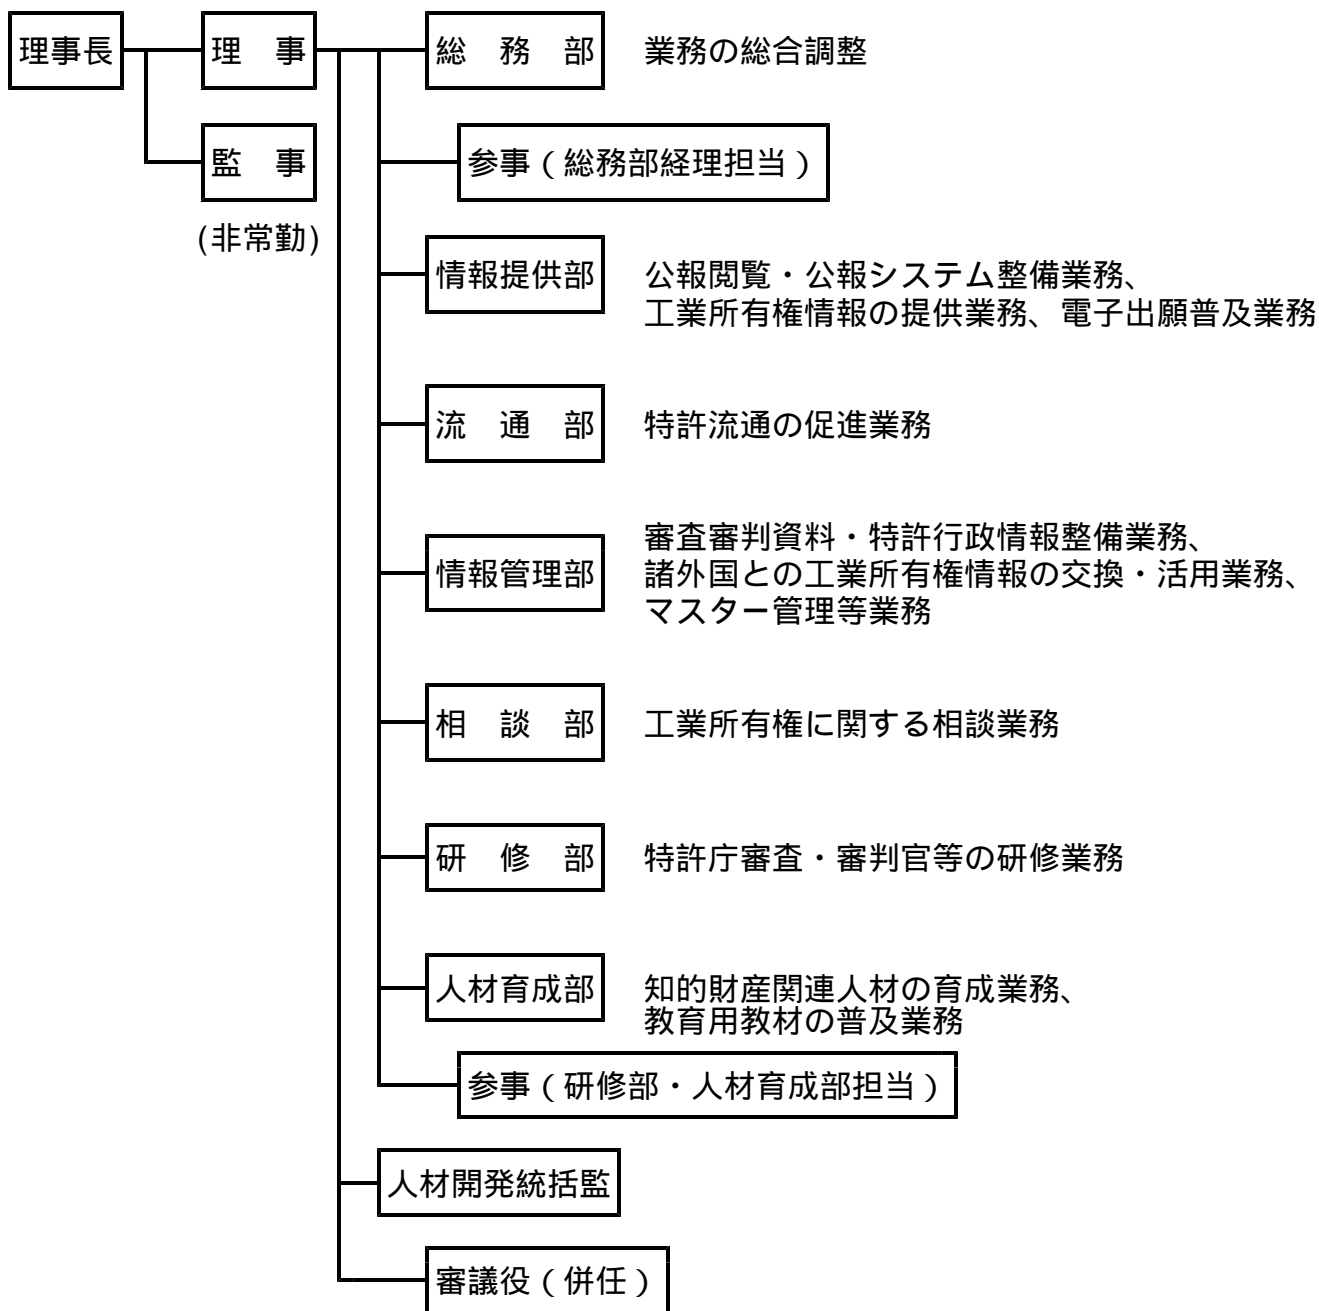 理事長 理　事 総　務　部 業務の総合調整
監　事 参事（総務部経理担当）
(非常勤)
情報提供部 公報閲覧・公報システム整備業務、
工業所有権情報の提供業務、電子出願普及業務
流　通　部 特許流通の促進業務
審査審判資料・特許行政情報整備業務、
情報管理部 諸外国との工業所有権情報の交換・活用業務、
マスター管理等業務
相　談　部 工業所有権に関する相談業務
研　修　部 特許庁審査・審判官等の研修業務
人材育成部 知的財産関連人材の育成業務、
教育用教材の普及業務
参事（研修部・人材育成部担当）
人材開発統括監
審議役（併任）